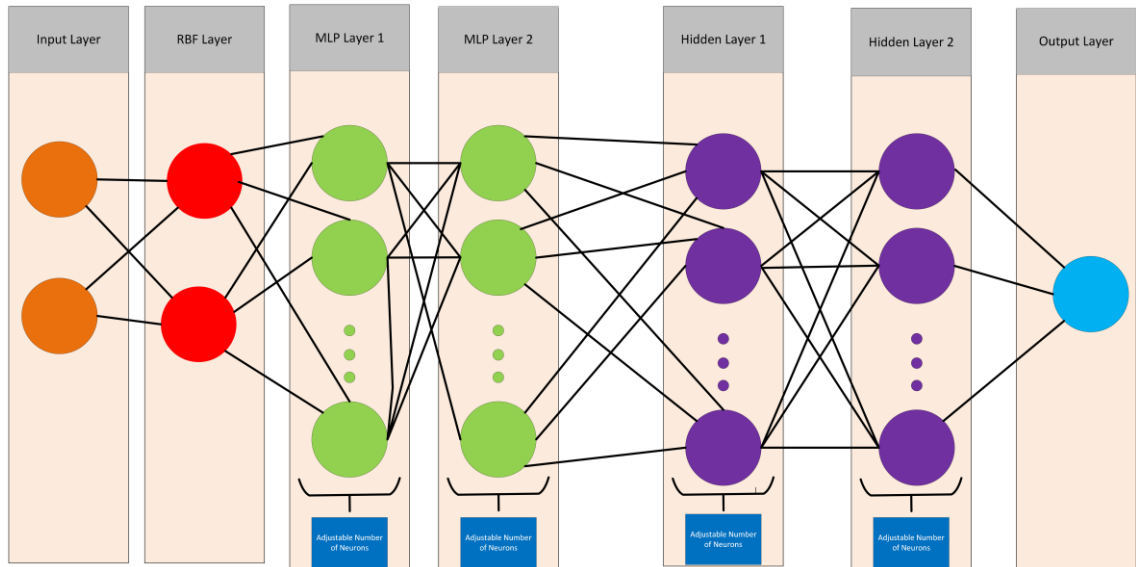 Input Layer
RBF Layer
MLP Layer 1
MLP Layer 2
Hidden Layer 1
Hidden Layer 2
Output Layer
Adjustable Number
of Neurons
Adjustable Number
of Neurons
Adjustable Number
of Neurons
Adjustable Number
of Neurons